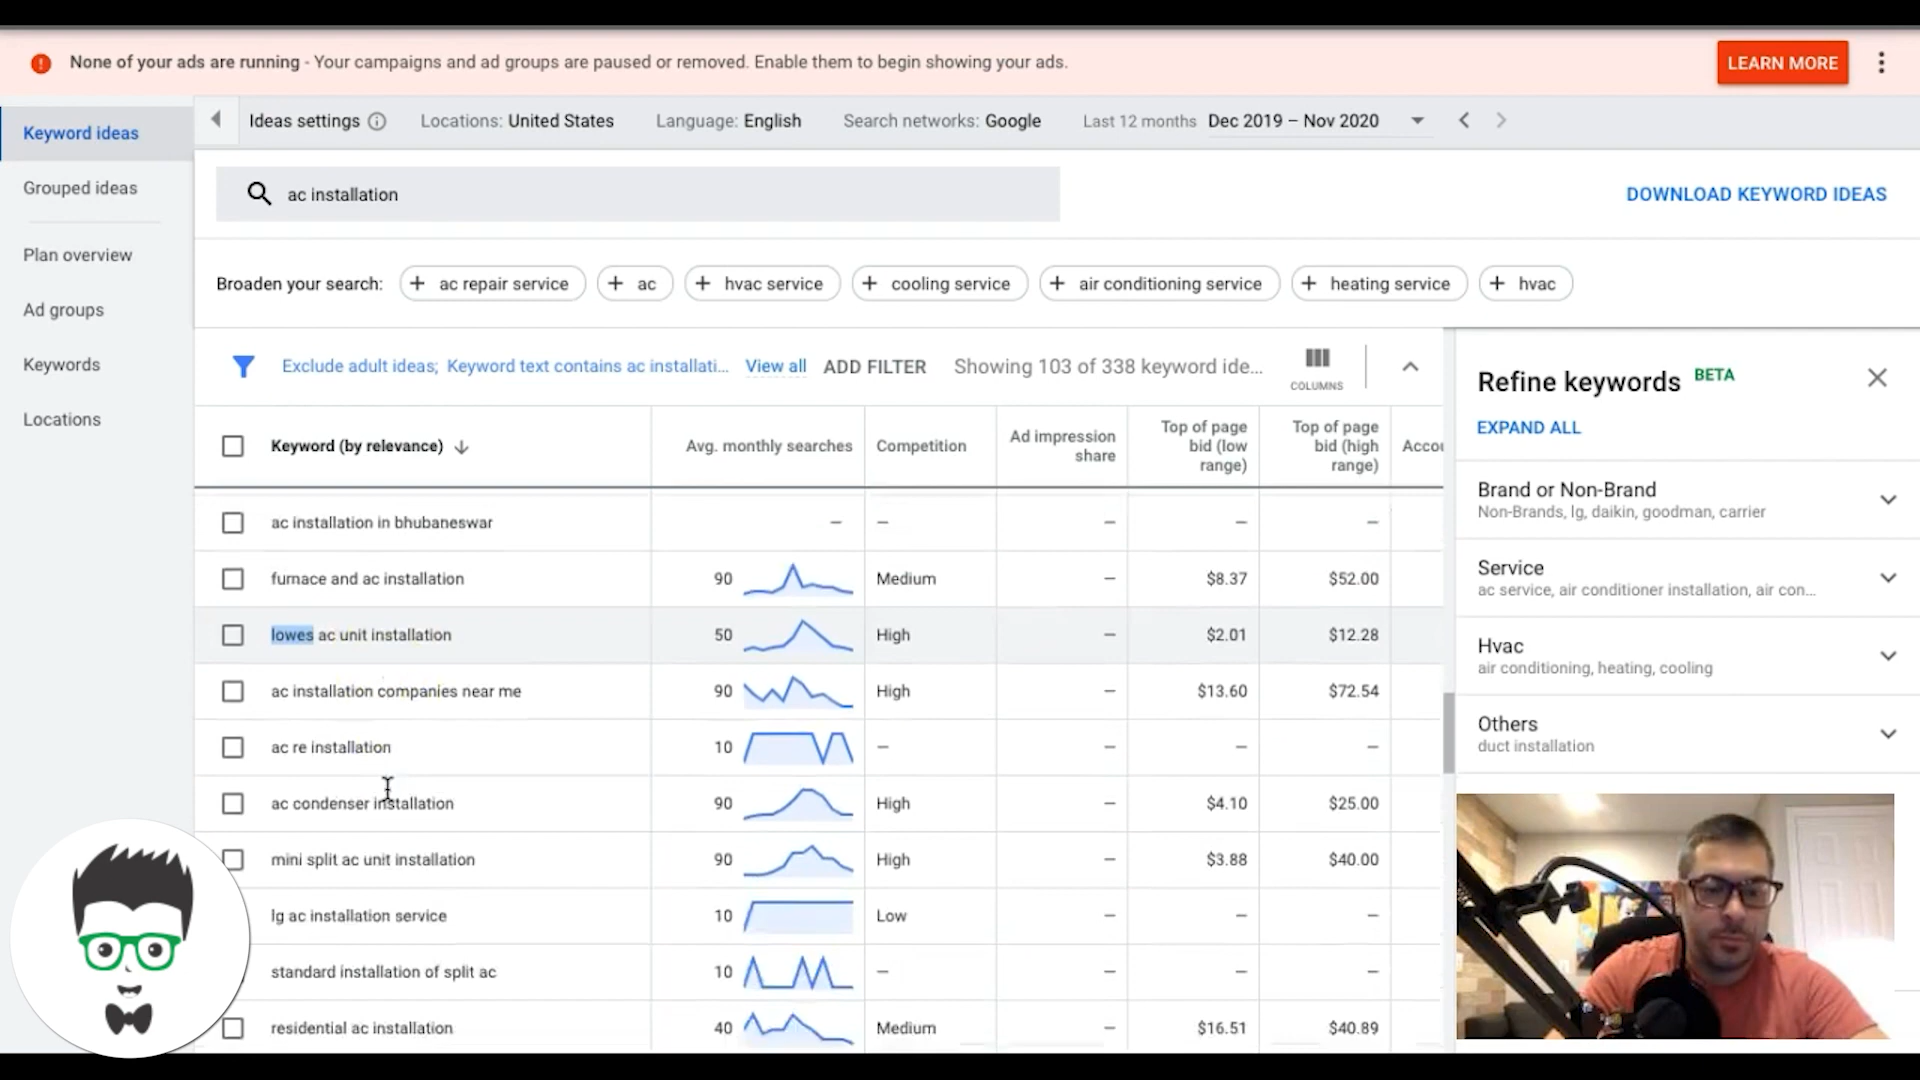 None of your ads are running - Your campaigns and ad groups are paused or removed. Enable them to begin showing your ads.
LEARN MORE
Keyword ideas
Grouped ideas
Plan overview
Ad groups
Keywords
Locations
Ideas settings
Locations: United States
Language: English
Search networks: Google
Last 12 months Dec 2019 – Nov 2020
ac installation
DOWNLOAD KEYWORD IDEAS
Broaden your search:
+ ac repair service
+ ac
+ hvac service
+ cooling service
+ air conditioning service
+ heating service
+ hvac
Exclude adult ideas; Keyword text contains ac installati...
View all
ADD FILTER
Showing 103 of 338 keyword ide...
COLUMNS
Keyword (by relevance)
Avg. monthly searches
Competition
Ad impression
share
Top of page
bid (low
range)
Top of page
bid (high
range)
Accou
ac installation in bhubaneswar – – – – –
furnace and ac installation 90 Medium – $8.37 $52.00
lowes ac unit installation 50 High – $2.01 $12.28
ac installation companies near me 90 High – $13.60 $72.54
ac re installation 10 – – – –
ac condenser installation 90 High – $4.10 $25.00
mini split ac unit installation 90 High – $3.88 $40.00
lg ac installation service 10 Low – – –
standard installation of split ac 10 – – – –
residential ac installation 40 Medium – $16.51 $40.89
Refine keywords BETA
EXPAND ALL
Brand or Non-Brand
Non-Brands, lg, daikin, goodman, carrier
Service
ac service, air conditioner installation, air con...
Hvac
air conditioning, heating, cooling
Others
duct installation